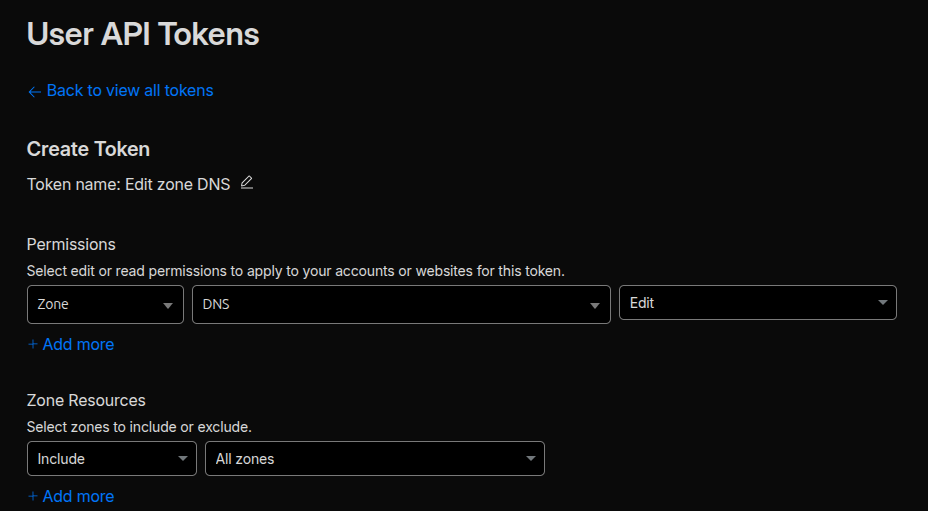 User API Tokens
← Back to view all tokens
Create Token
Token name: Edit zone DNS
Permissions
Select edit or read permissions to apply to your accounts or websites for this token.
Zone DNS Edit
+ Add more
Zone Resources
Select zones to include or exclude.
Include All zones
+ Add more